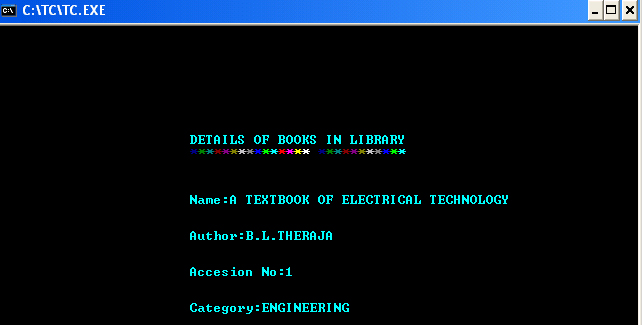 C:\TC\TC.EXE
DETAILS OF BOOKS IN LIBRARY
*************** ***********
Name:A TEXTBOOK OF ELECTRICAL TECHNOLOGY
Author:B.L.THERAJA
Accesion No:1
Category:ENGINEERING